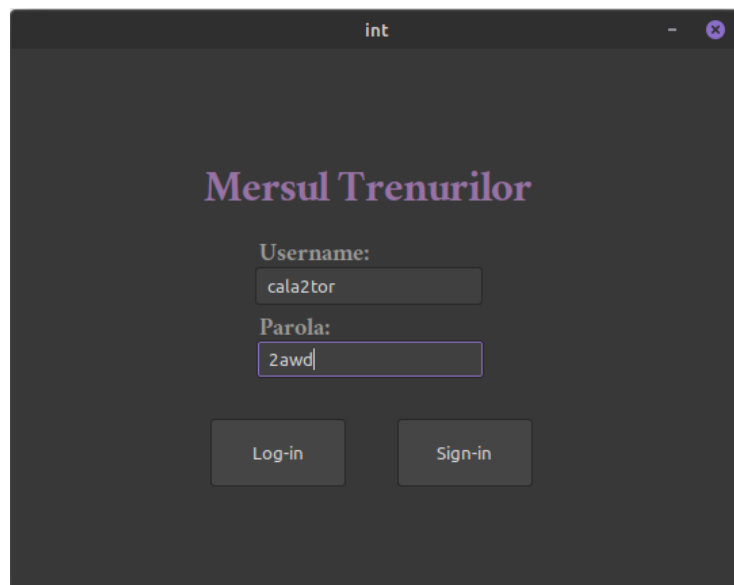 int
Mersul Trenurilor
Username:
cala2tor
Parola:
2awd
Log-in Sign-in